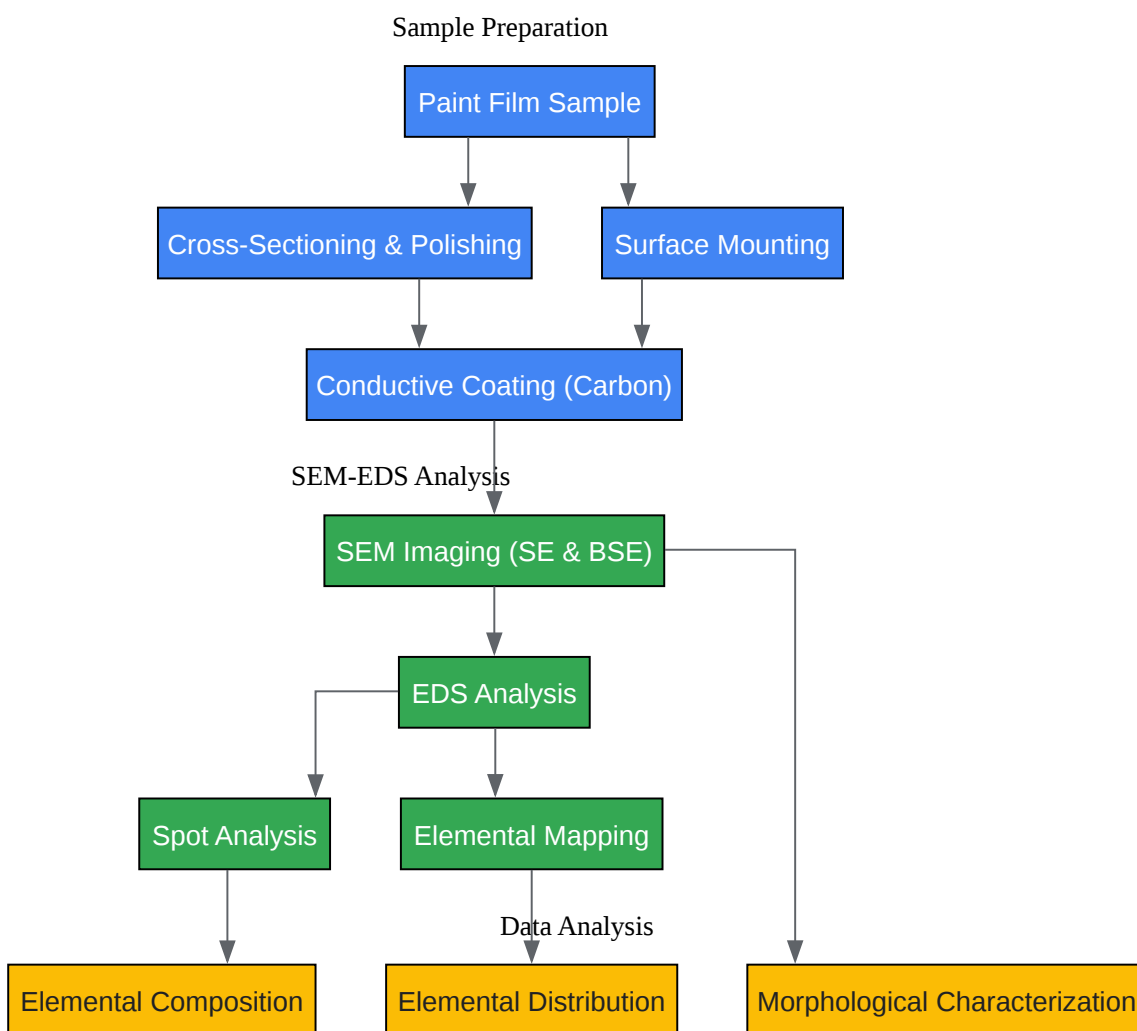 Sample Preparation
Paint Film Sample
Cross-Sectioning & Polishing
Surface Mounting
Conductive Coating (Carbon)
SEM-EDS Analysis
SEM Imaging (SE & BSE)
EDS Analysis
Spot Analysis
Elemental Mapping
Data Analysis
Elemental Composition
Elemental Distribution
Morphological Characterization